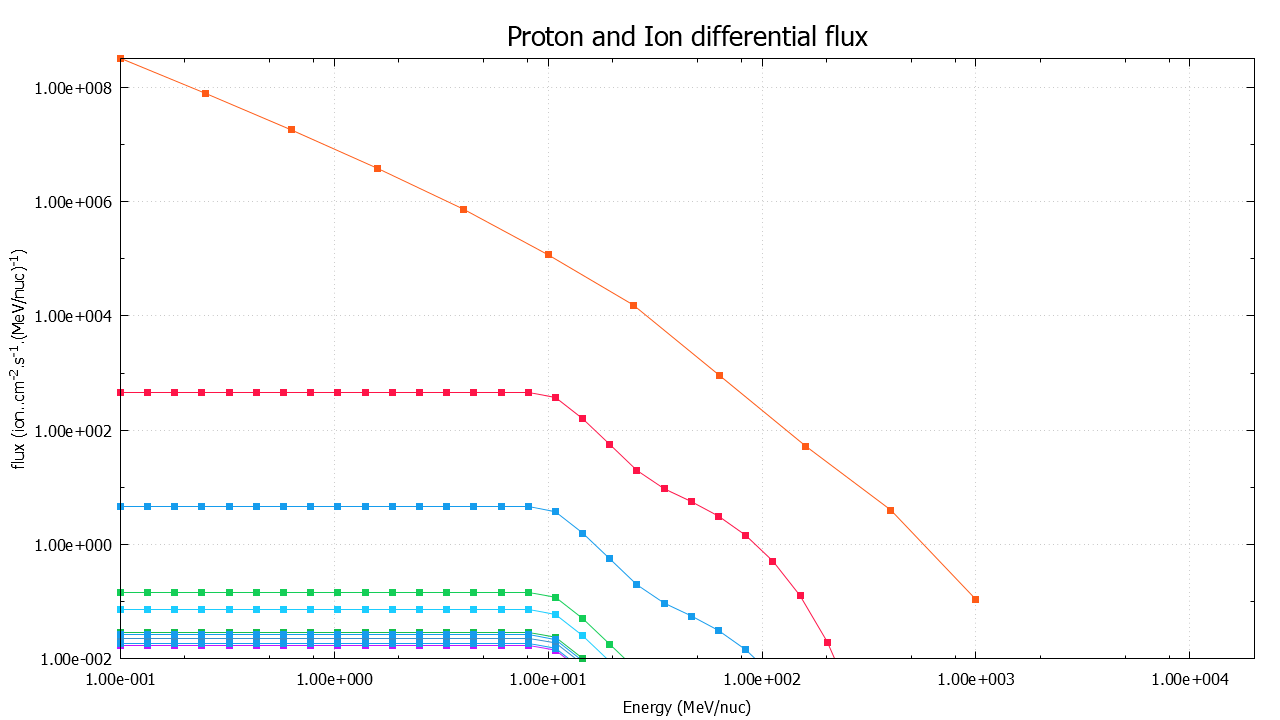 Proton and Ion differential flux
1.00e+008
1.00e+006
1.00e+004
1.00e+002
1.00e+000
1.00e-002
flux (ion..cm-2.s-1.(MeV/nuc)-1)
1.00e-001 1.00e+000 1.00e+001 1.00e+002 1.00e+003 1.00e+004
Energy (MeV/nuc)